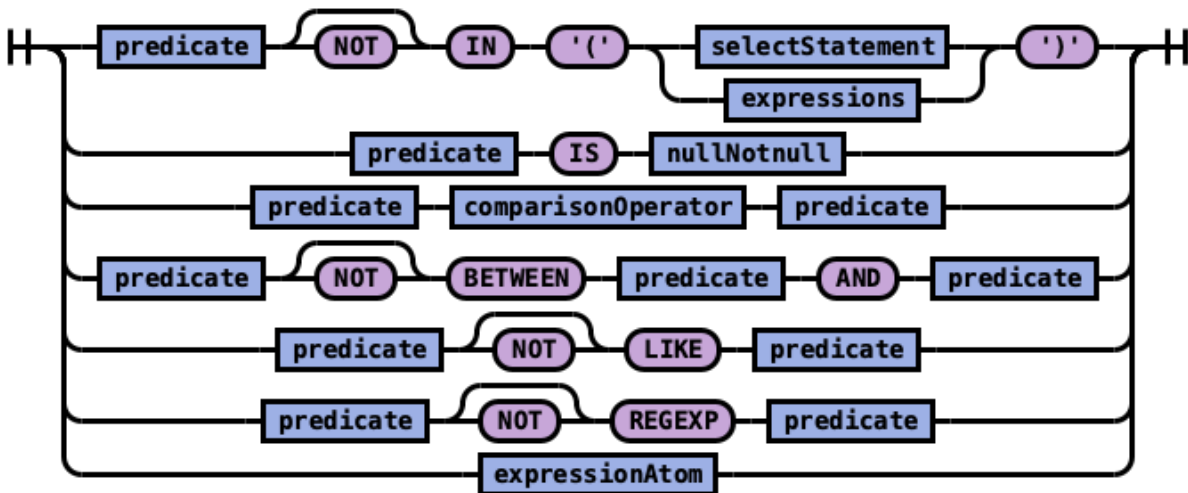 predicate NOT IN '(' selectStatement ')'
expressions
predicate IS nullNotnull
predicate comparisonOperator predicate
predicate NOT BETWEEN predicate AND predicate
predicate NOT LIKE predicate
predicate NOT REGEXP predicate
expressionAtom